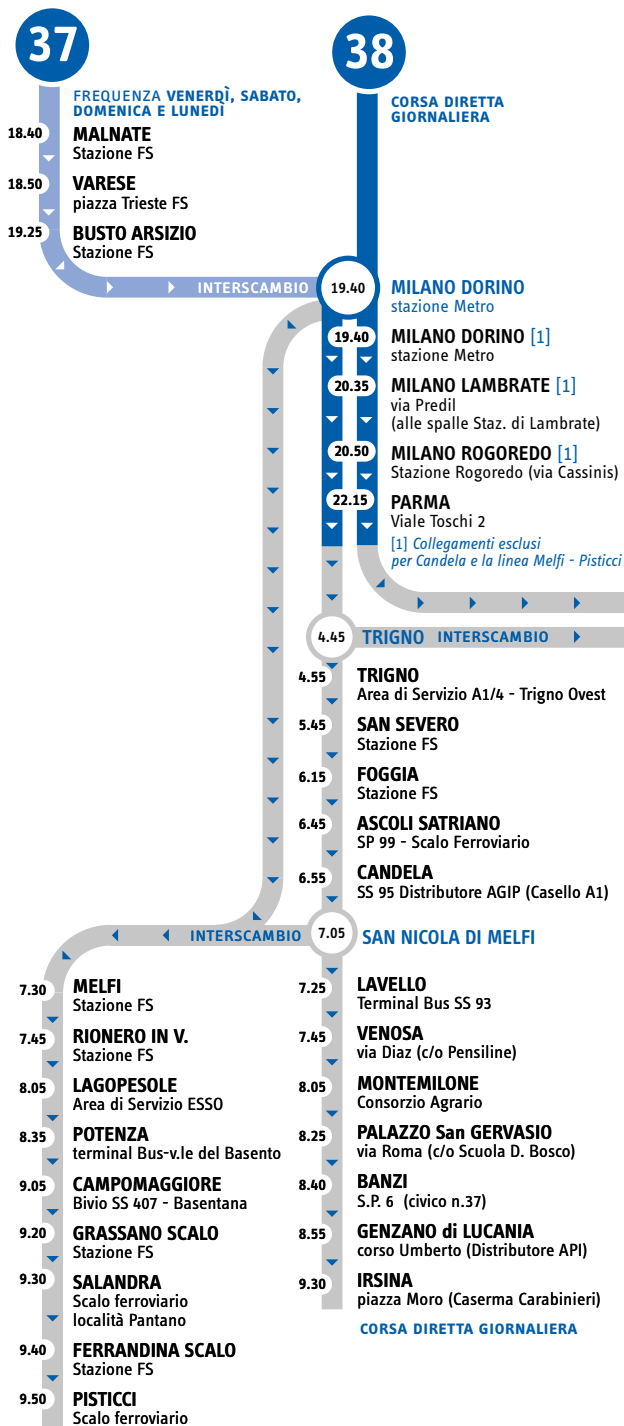 37
FREQUENZA VENERDÌ, SABATO,
DOMENICA E LUNEDÌ
18.40 MALNATE
Stazione FS
18.50 VARESE
piazza Trieste FS
19.25 BUSTO ARSIZIO
Stazione FS
INTERSCAMBIO
38
CORSA DIRETTA
GIORNALIERA
19.40 MILANO DORINO
stazione Metro
19.40 MILANO DORINO [1]
stazione Metro
20.35 MILANO LAMBRATE [1]
via Predil
(alle spalle Staz. di Lambrate)
20.50 MILANO ROGOREDO [1]
Stazione Rogoredo (via Cassinis)
22.15 PARMA
Viale Toschi 2
[1] Collegamenti esclusi
per Candela e la linea Melfi - Pisticci
4.45 TRIGNO INTERSCAMBIO
4.55 TRIGNO
Area di Servizio A1/4 - Trigno Ovest
5.45 SAN SEVERO
Stazione FS
6.15 FOGGIA
Stazione FS
6.45 ASCOLI SATRIANO
SP 99 - Scalo Ferroviario
6.55 CANDELA
SS 95 Distributore AGIP (Casello A1)
INTERSCAMBIO 7.05 SAN NICOLA DI MELFI
7.30 MELFI
Stazione FS
7.45 RIONERO IN V.
Stazione FS
8.05 LAGOPESOLE
Area di Servizio ESSO
8.35 POTENZA
terminal Bus-v.le del Basento
9.05 CAMPOMAGGIORE
Bivio SS 407 - Basentana
9.20 GRASSANO SCALO
Stazione FS
9.30 SALANDRA
Scalo ferroviario
località Pantano
9.40 FERRANDINA SCALO
Stazione FS
9.50 PISTICCI
Scalo ferroviario
7.25 LAVELLO
Terminal Bus SS 93
7.45 VENOSA
via Diaz (c/o Pensiline)
8.05 MONTEMILONE
Consorzio Agrario
8.25 PALAZZO San GERVASIO
via Roma (c/o Scuola D. Bosco)
8.40 BANZI
S.P. 6 (civico n.37)
8.55 GENZANO di LUCANIA
corso Umberto (Distributore API)
9.30 IRSINA
piazza Moro (Caserma Carabinieri)
CORSA DIRETTA GIORNALIERA